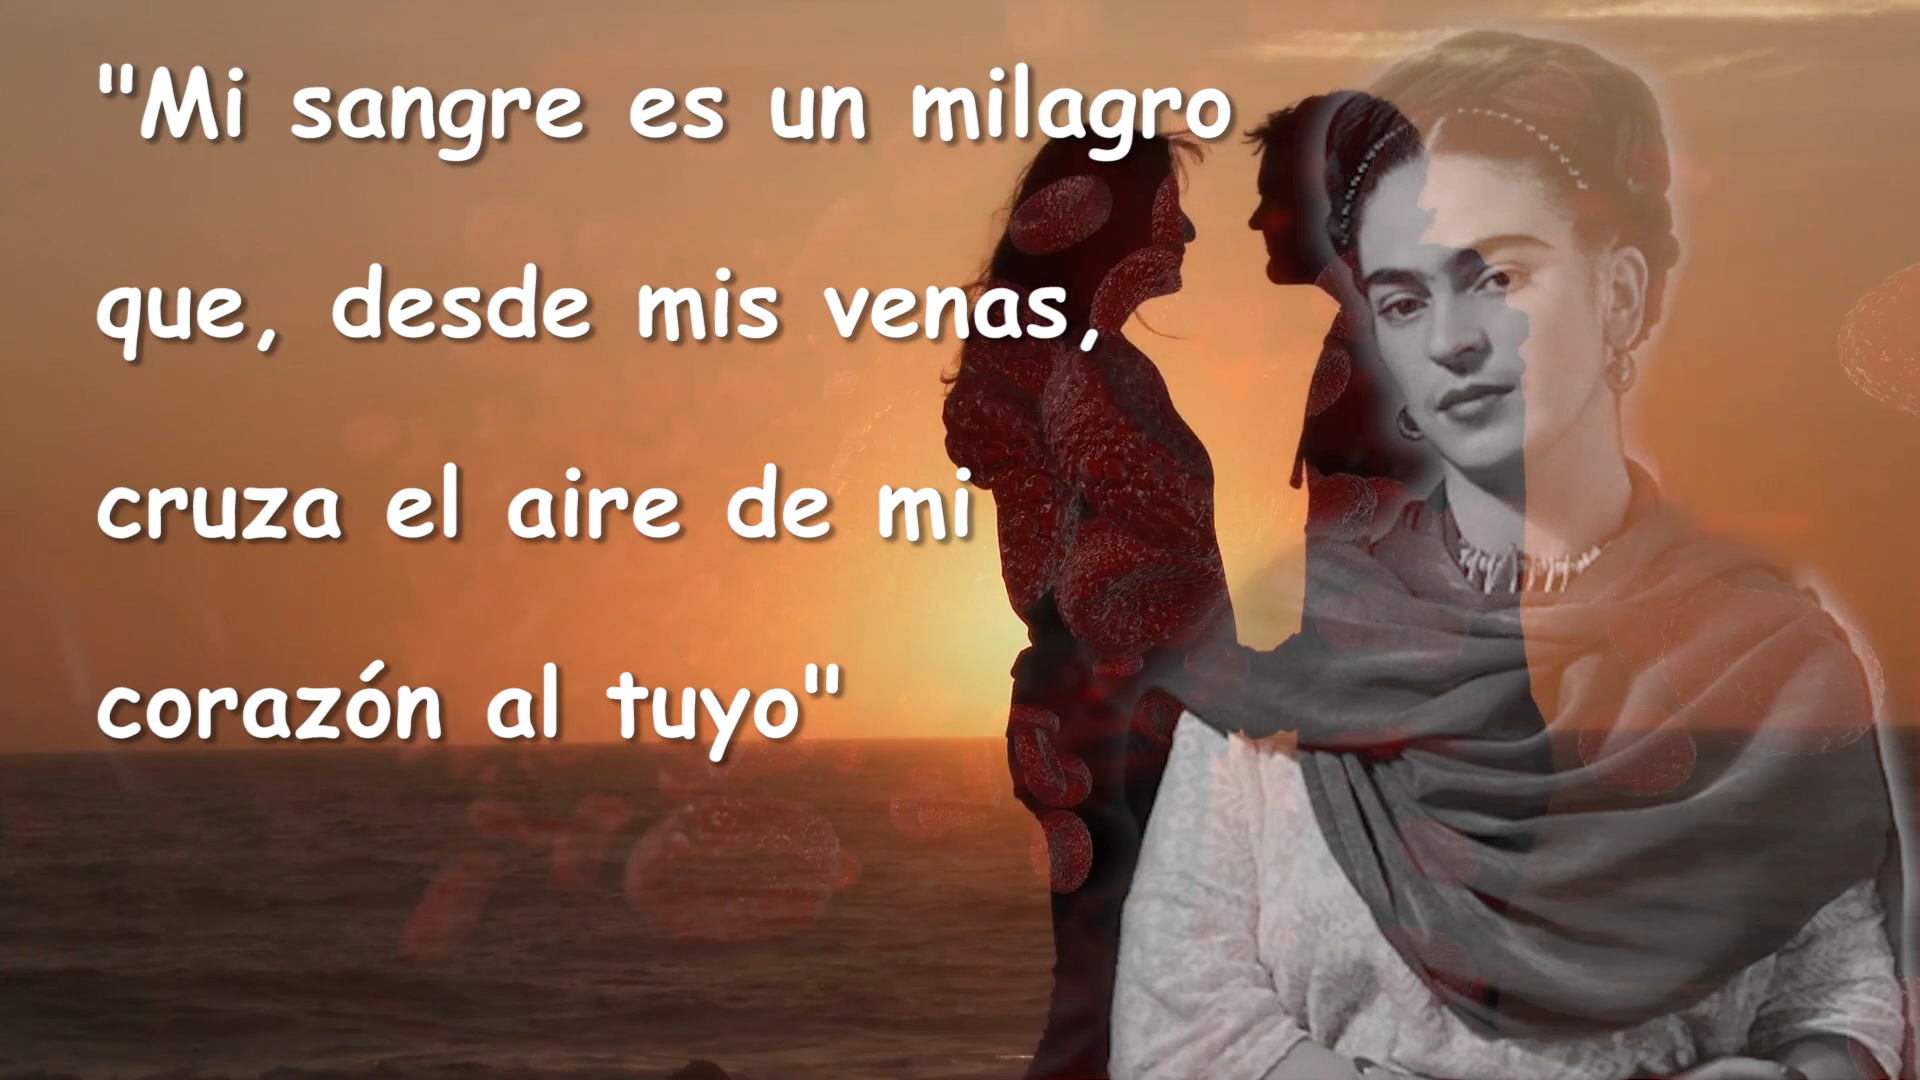 "Mi sangre es un milagro
que, desde mis venas,
cruza el aire de mi
corazón al tuyo"